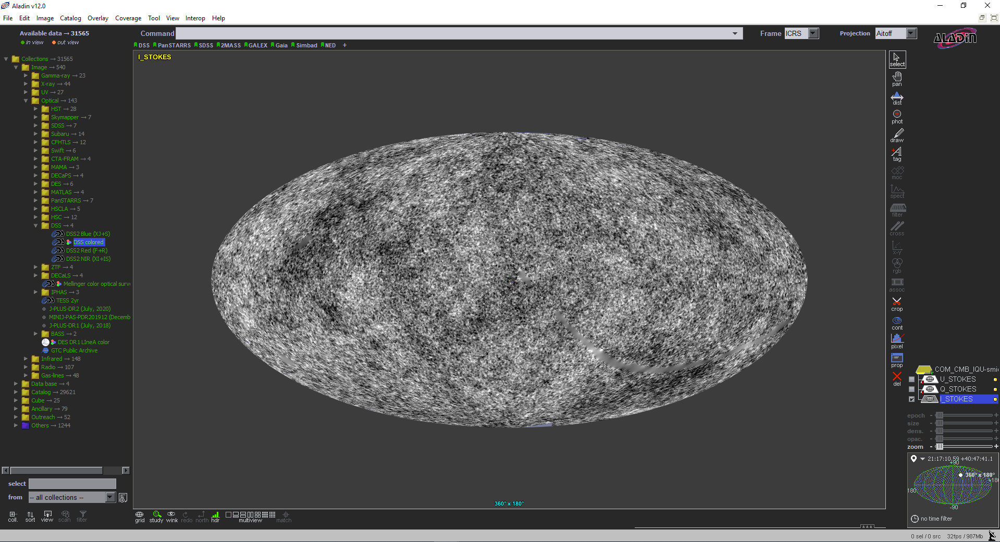 Aladin v12.0
File Edit Image Catalog Overlay Coverage Tool View Interop Help
Available data → 31565
in view out view
Command
Frame ICRS
Projection Aitoff
ALADIN
DSS PanSTARRS SDSS 2MASS GALEX Gaia Simbad NED +
I_STOKES
Collections → 31565
Image → 540
Gamma-ray → 23
X-ray → 44
UV → 27
Optical → 143
HST → 28
Skymapper → 7
SDSS → 7
Subaru → 14
CFHTLS → 12
Swift → 6
CTA-FRAM → 4
MAMA → 3
DECaPS → 4
DES → 6
MATLAS → 4
PanSTARRS → 7
HSCLA → 5
HSC → 12
DSS → 4
DSS2 Blue (XJ+S)
DSS colored
DSS2 Red (F+R)
DSS2 NIR (XI+IS)
ZTF → 4
DECaLS → 4
Mellinger color optical surv
IPHAS → 3
TESS 2yr
J-PLUS-DR2 (July, 2020)
MINIJ-PAS-PDR201912 (Decemb
J-PLUS-DR1 (July, 2018)
BASS → 2
DES DR1 LIneA color
GTC Public Archive
Infrared → 148
Radio → 107
Gas-lines → 48
Data base → 4
Catalog → 29621
Cube → 25
Ancillary → 79
Outreach → 52
Others → 1244
select
from -- all collections --
coll. sort view scan filter
360° x 180°
grid study wink redo north hdr multiview match
select
pan
dist
phot
draw
tag
moc
spect
filter
cross
x-y
rgb
assoc
crop
cont
pixel
prop
del
COM_CMB_IQU-smi
U_STOKES
Q_STOKES
I_STOKES
epoch - +
size - +
dens. - +
opac. - +
zoom - +
21:17:10.59 +40:47:41.1
+90
360° x 180°
+180
180
-90
no time filter
0 sel / 0 src 32fps / 987Mb